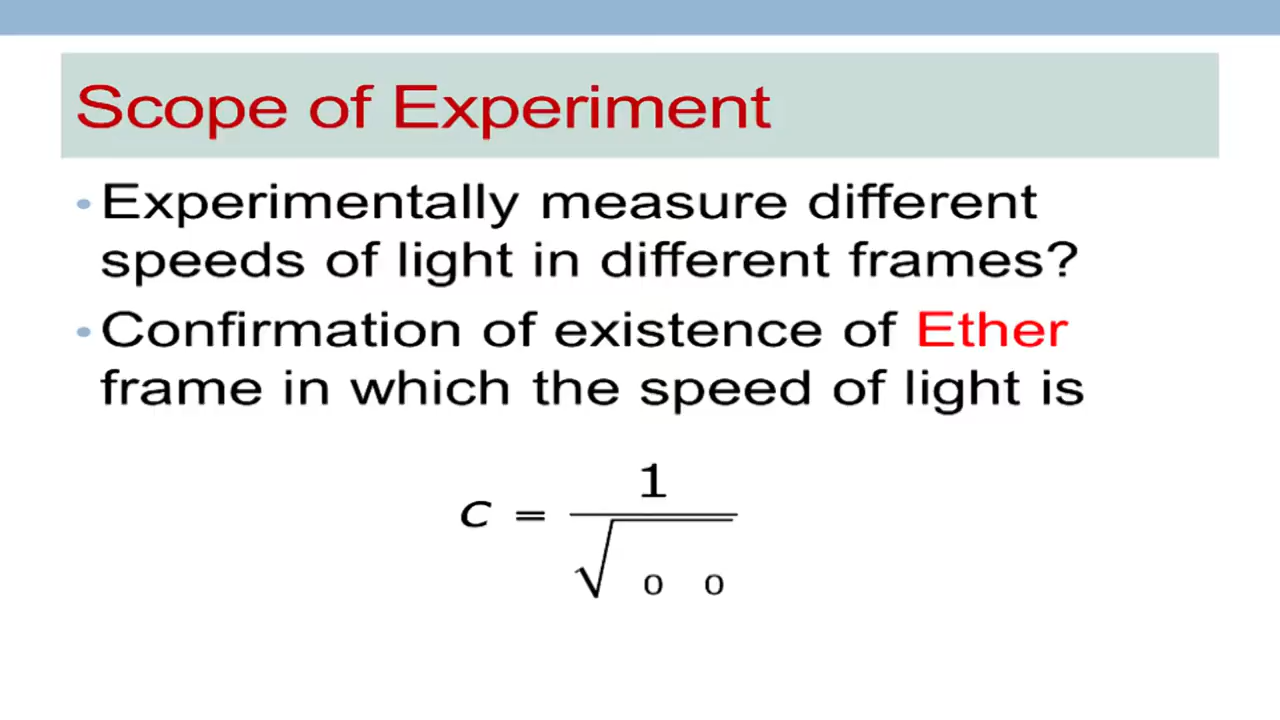 Scope of Experiment
• Experimentally measure different
speeds of light in different frames?
• Confirmation of existence of Ether
frame in which the speed of light is
c = 1 / √ 0 0